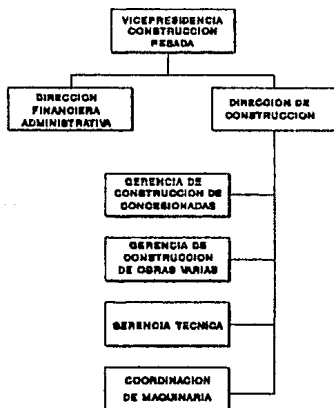 VICEPRESIDENCIA
CONSTRUCCION
PESADA
DIRECCION
FINANCIERA
ADMINISTRATIVA
DIRECCIÓN DE
CONSTRUCCION
GERENCIA DE
CONSTRUCCION DE
CONCESIONADAS
GERENCIA DE
CONSTRUCCION
DE OBRAS VARIAS
GERENCIA TECNICA
COORDINACION
DE MAQUINARIA